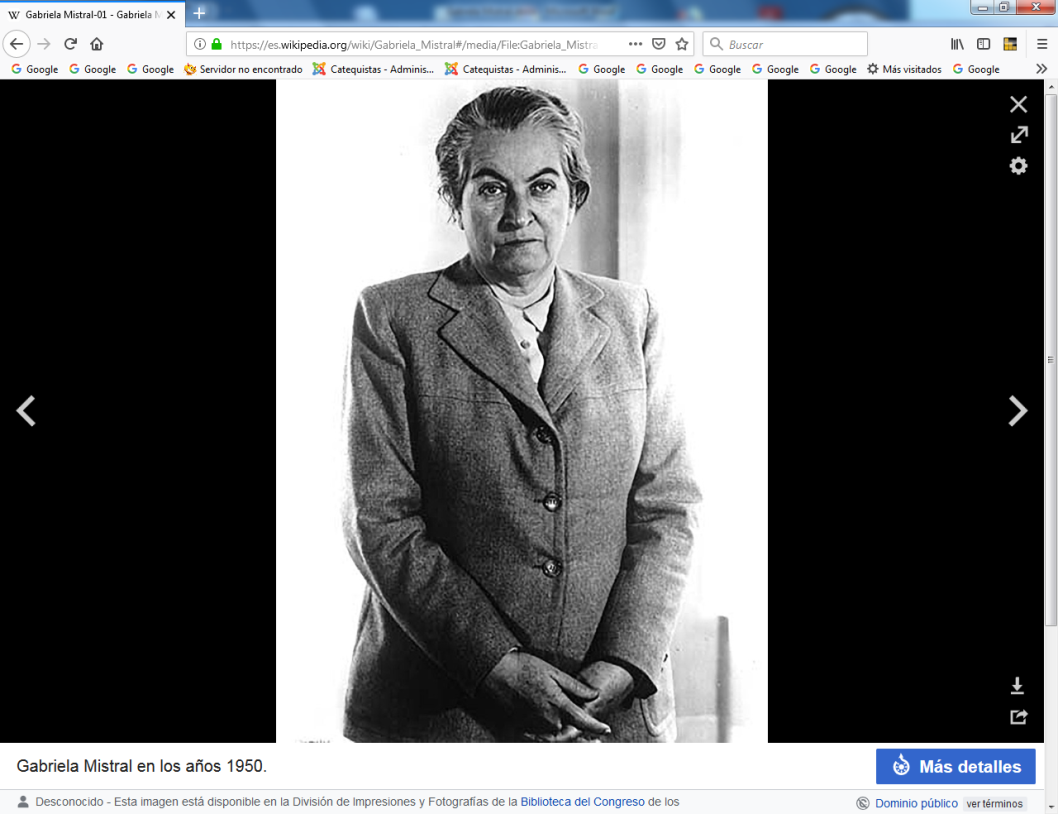 Gabriela Mistral-01 - Gabriela M
https://es.wikipedia.org/wiki/Gabriela_Mistral#/media/File:Gabriela_Mistra
Buscar
Google Google Google Servidor no encontrado Catequistas - Adminis... Catequistas - Adminis... Google Google Google Google Google Más visitados Google
Gabriela Mistral en los años 1950.
Más detalles
Desconocido - Esta imagen está disponible en la División de Impresiones y Fotografías de la Biblioteca del Congreso de los
Dominio público ver términos